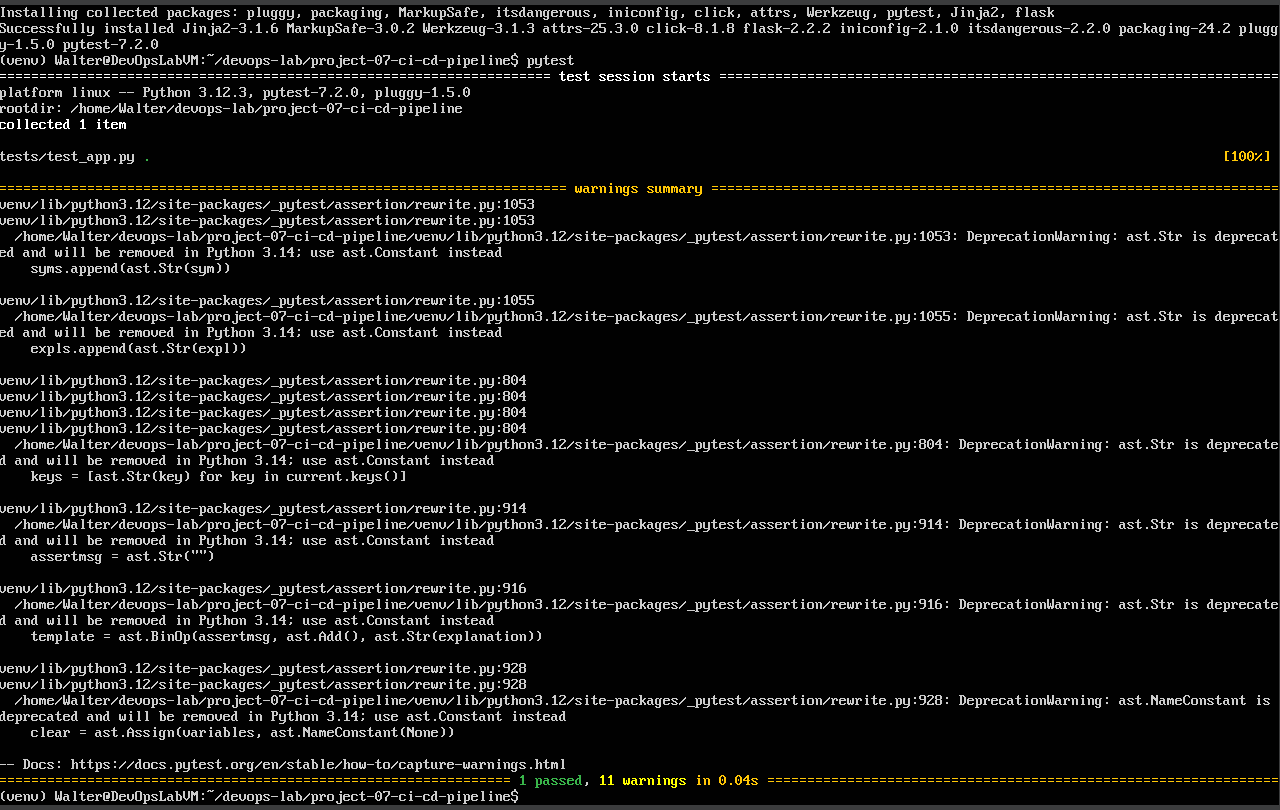 Installing collected packages: pluggy, packaging, MarkupSafe, itsdangerous, iniconfig, click, attrs, Werkzeug, pytest, Jinja2, flask
Successfully installed Jinja2-3.1.6 MarkupSafe-3.0.2 Werkzeug-3.1.3 attrs-25.3.0 click-8.1.8 flask-2.2.2 iniconfig-2.1.0 itsdangerous-2.2.0 packaging-24.2 plugg
y-1.5.0 pytest-7.2.0
(venv) Walter@DevOpsLabVM:~/devops-lab/project-07-ci-cd-pipeline$ pytest
===================================================================== test session starts ======================================================================
platform linux -- Python 3.12.3, pytest-7.2.0, pluggy-1.5.0
rootdir: /home/Walter/devops-lab/project-07-ci-cd-pipeline
collected 1 item
tests/test_app.py . [100%]
======================================================================= warnings summary =======================================================================
venv/lib/python3.12/site-packages/_pytest/assertion/rewrite.py:1053
venv/lib/python3.12/site-packages/_pytest/assertion/rewrite.py:1053
  /home/Walter/devops-lab/project-07-ci-cd-pipeline/venv/lib/python3.12/site-packages/_pytest/assertion/rewrite.py:1053: DeprecationWarning: ast.Str is deprecat
ed and will be removed in Python 3.14; use ast.Constant instead
    syms.append(ast.Str(sym))
venv/lib/python3.12/site-packages/_pytest/assertion/rewrite.py:1055
  /home/Walter/devops-lab/project-07-ci-cd-pipeline/venv/lib/python3.12/site-packages/_pytest/assertion/rewrite.py:1055: DeprecationWarning: ast.Str is deprecat
ed and will be removed in Python 3.14; use ast.Constant instead
    expls.append(ast.Str(expl))
venv/lib/python3.12/site-packages/_pytest/assertion/rewrite.py:804
venv/lib/python3.12/site-packages/_pytest/assertion/rewrite.py:804
venv/lib/python3.12/site-packages/_pytest/assertion/rewrite.py:804
venv/lib/python3.12/site-packages/_pytest/assertion/rewrite.py:804
  /home/Walter/devops-lab/project-07-ci-cd-pipeline/venv/lib/python3.12/site-packages/_pytest/assertion/rewrite.py:804: DeprecationWarning: ast.Str is deprecate
d and will be removed in Python 3.14; use ast.Constant instead
    keys = [ast.Str(key) for key in current.keys()]
venv/lib/python3.12/site-packages/_pytest/assertion/rewrite.py:914
  /home/Walter/devops-lab/project-07-ci-cd-pipeline/venv/lib/python3.12/site-packages/_pytest/assertion/rewrite.py:914: DeprecationWarning: ast.Str is deprecate
d and will be removed in Python 3.14; use ast.Constant instead
    assertmsg = ast.Str("")
venv/lib/python3.12/site-packages/_pytest/assertion/rewrite.py:916
  /home/Walter/devops-lab/project-07-ci-cd-pipeline/venv/lib/python3.12/site-packages/_pytest/assertion/rewrite.py:916: DeprecationWarning: ast.Str is deprecate
d and will be removed in Python 3.14; use ast.Constant instead
    template = ast.BinOp(assertmsg, ast.Add(), ast.Str(explanation))
venv/lib/python3.12/site-packages/_pytest/assertion/rewrite.py:928
venv/lib/python3.12/site-packages/_pytest/assertion/rewrite.py:928
  /home/Walter/devops-lab/project-07-ci-cd-pipeline/venv/lib/python3.12/site-packages/_pytest/assertion/rewrite.py:928: DeprecationWarning: ast.NameConstant is
deprecated and will be removed in Python 3.14; use ast.Constant instead
    clear = ast.Assign(variables, ast.NameConstant(None))
-- Docs: https://docs.pytest.org/en/stable/how-to/capture-warnings.html
================================================================ 1 passed, 11 warnings in 0.04s ================================================================
(venv) Walter@DevOpsLabVM:~/devops-lab/project-07-ci-cd-pipeline$